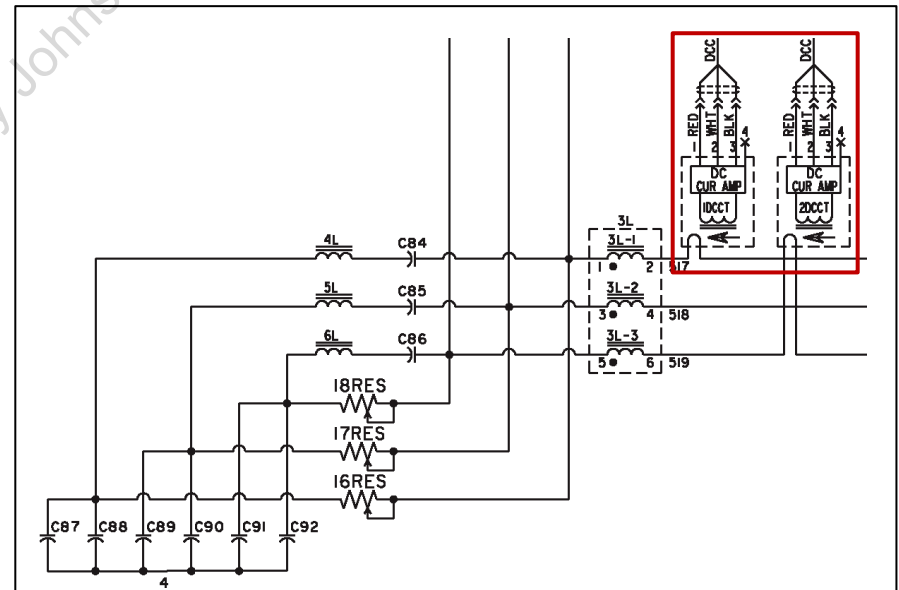 y Johns
DCC DCC
RED WHT BLK 4 RED WHT BLK 4
1 2 3 1 2 3
DC DC
CUR AMP CUR AMP
1DCCT 2DCCT
3L
4L C84 3L-1
1 2 517
5L C85 3L-2
3 4 518
6L C86 3L-3
5 6 519
18RES
17RES
16RES
C87 C88 C89 C90 C91 C92
4